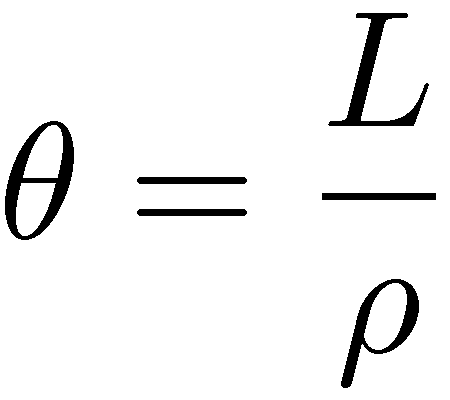 θ = L/ρ